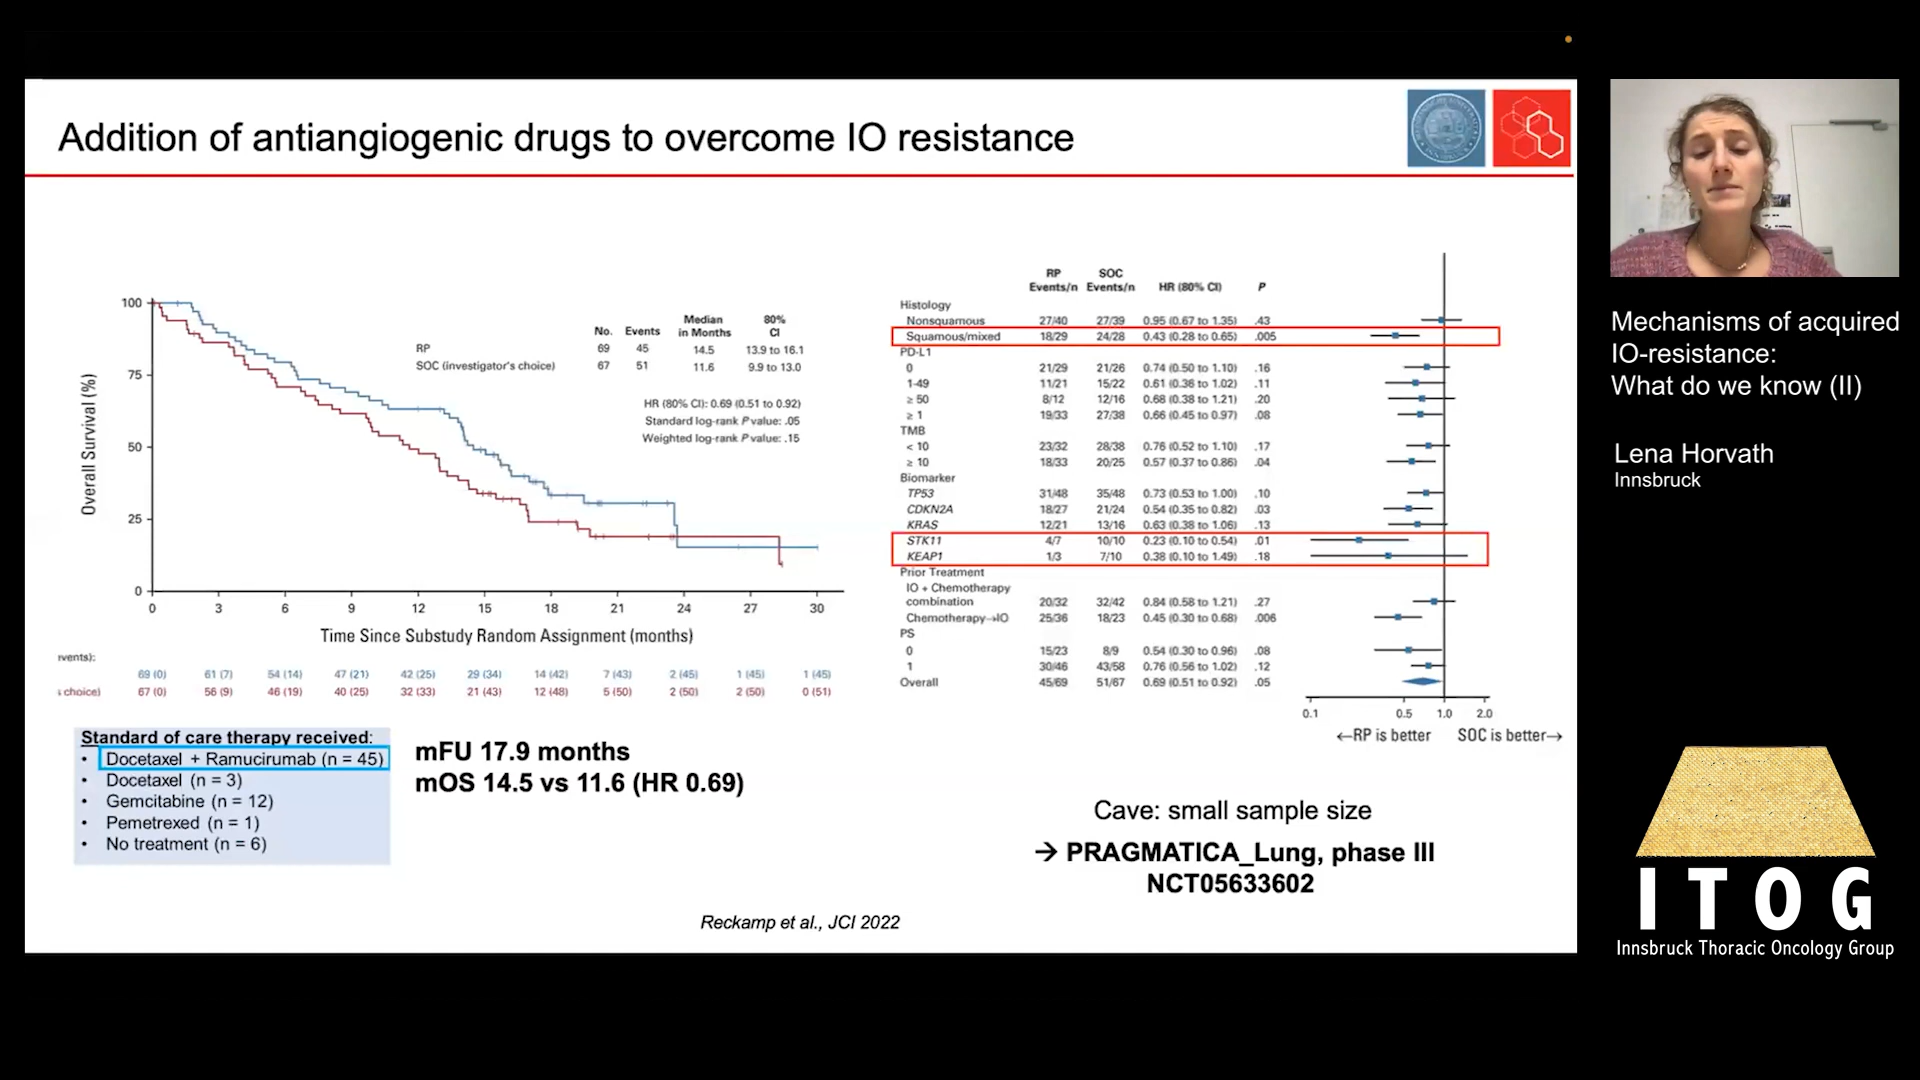 Addition of antiangiogenic drugs to overcome IO resistance
No. Events Median in Months 80% CI
RP 69 45 14.5 13.9 to 16.1
SOC (investigator's choice) 67 51 11.6 9.9 to 13.0
HR (80% CI): 0.69 (0.51 to 0.92)
Standard log-rank P value: .05
Weighted log-rank P value: .15
Overall Survival (%)
100
75
50
25
0
0 3 6 9 12 15 18 21 24 27 30
Time Since Substudy Random Assignment (months)
vents):
69 (0) 61 (7) 54 (14) 47 (21) 42 (25) 29 (34) 14 (42) 7 (43) 2 (45) 1 (45) 1 (45)
s choice) 67 (0) 56 (9) 46 (19) 40 (25) 32 (33) 21 (43) 12 (48) 5 (50) 2 (50) 2 (50) 0 (51)
RP Events/n SOC Events/n HR (80% CI) P
Histology
Nonsquamous 27/40 27/39 0.95 (0.67 to 1.35) .43
Squamous/mixed 18/29 24/28 0.43 (0.28 to 0.65) .005
PD-L1
0 21/29 21/26 0.74 (0.50 to 1.10) .16
1-49 11/21 15/22 0.61 (0.36 to 1.02) .11
≥ 50 8/12 12/16 0.68 (0.38 to 1.21) .20
≥ 1 19/33 27/38 0.66 (0.45 to 0.97) .08
TMB
< 10 23/32 28/38 0.76 (0.52 to 1.10) .17
≥ 10 18/33 20/25 0.57 (0.37 to 0.86) .04
Biomarker
TP53 31/48 35/48 0.73 (0.53 to 1.00) .10
CDKN2A 18/27 21/24 0.54 (0.35 to 0.82) .03
KRAS 12/21 13/16 0.63 (0.38 to 1.06) .13
STK11 4/7 10/10 0.23 (0.10 to 0.54) .01
KEAP1 1/3 7/10 0.38 (0.10 to 1.49) .18
Prior Treatment
IO + Chemotherapy
combination 20/32 32/42 0.84 (0.58 to 1.21) .27
Chemotherapy→IO 25/36 18/23 0.45 (0.30 to 0.68) .006
PS
0 15/23 8/9 0.54 (0.30 to 0.96) .08
1 30/46 43/58 0.76 (0.56 to 1.02) .12
Overall 45/69 51/67 0.69 (0.51 to 0.92) .05
0.1 0.5 1.0 2.0
←RP is better SOC is better→
Standard of care therapy received:
• Docetaxel + Ramucirumab (n = 45)
• Docetaxel (n = 3)
• Gemcitabine (n = 12)
• Pemetrexed (n = 1)
• No treatment (n = 6)
mFU 17.9 months
mOS 14.5 vs 11.6 (HR 0.69)
Cave: small sample size
→ PRAGMATICA_Lung, phase III
NCT05633602
Reckamp et al., JCI 2022
Mechanisms of acquired
IO-resistance:
What do we know (II)
Lena Horvath
Innsbruck
ITOG
Innsbruck Thoracic Oncology Group